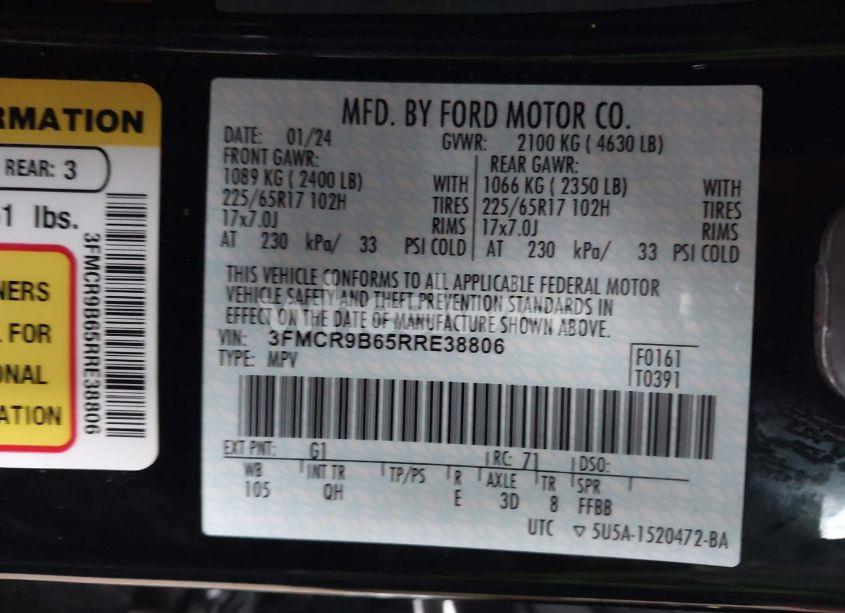 RMATION
REAR: 3
1 lbs.
NERS
FOR
ONAL
ATION
3FMCR9B65RRE38806
MFD. BY FORD MOTOR CO.
DATE: 01/24 GVWR: 2100 KG ( 4630 LB)
FRONT GAWR: REAR GAWR:
1089 KG ( 2400 LB) WITH 1066 KG ( 2350 LB) WITH
225/65R17 102H TIRES 225/65R17 102H TIRES
17x7.0J RIMS 17x7.0J RIMS
AT 230 kPa/ 33 PSI COLD AT 230 kPa/ 33 PSI COLD
THIS VEHICLE CONFORMS TO ALL APPLICABLE FEDERAL MOTOR
VEHICLE SAFETY AND THEFT PREVENTION STANDARDS IN
EFFECT ON THE DATE OF MANUFACTURE SHOWN ABOVE.
VIN: 3FMCR9B65RRE38806
TYPE: MPV
F0161
T0391
EXT PNT: G1 RC: 71 DSO:
WB INT TR TP/PS R AXLE TR SPR
105 QH E 3D 8 FFBB
UTC ▽ 5U5A-1520472-BA